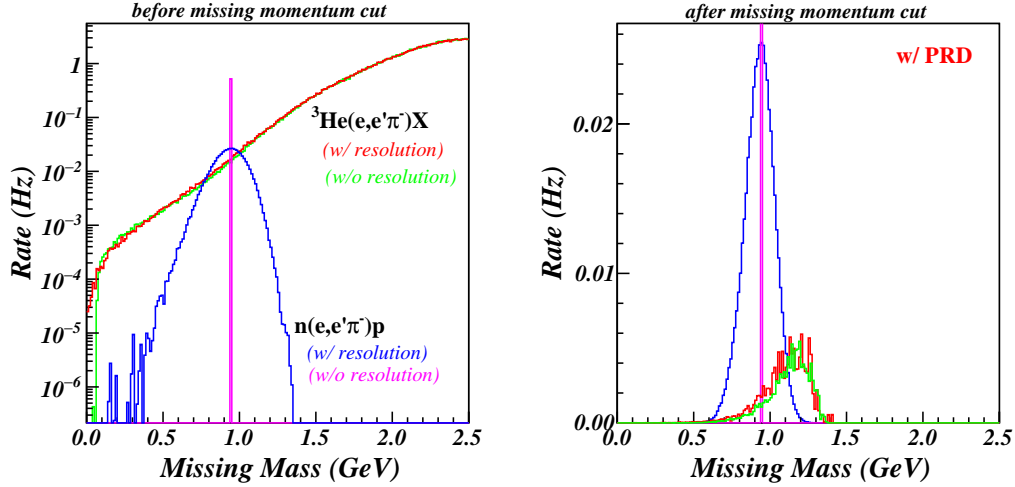 before missing momentum cut
1
10⁻¹
10⁻²
10⁻³
10⁻⁴
10⁻⁵
10⁻⁶
Rate (Hz)
³He(e,e'π⁻)X
(w/ resolution)
(w/o resolution)
n(e,e'π⁻)p
(w/ resolution)
(w/o resolution)
0.0 0.5 1.0 1.5 2.0 2.5
Missing Mass (GeV)
after missing momentum cut
w/ PRD
0.02
0.01
0.00
Rate (Hz)
0.0 0.5 1.0 1.5 2.0 2.5
Missing Mass (GeV)